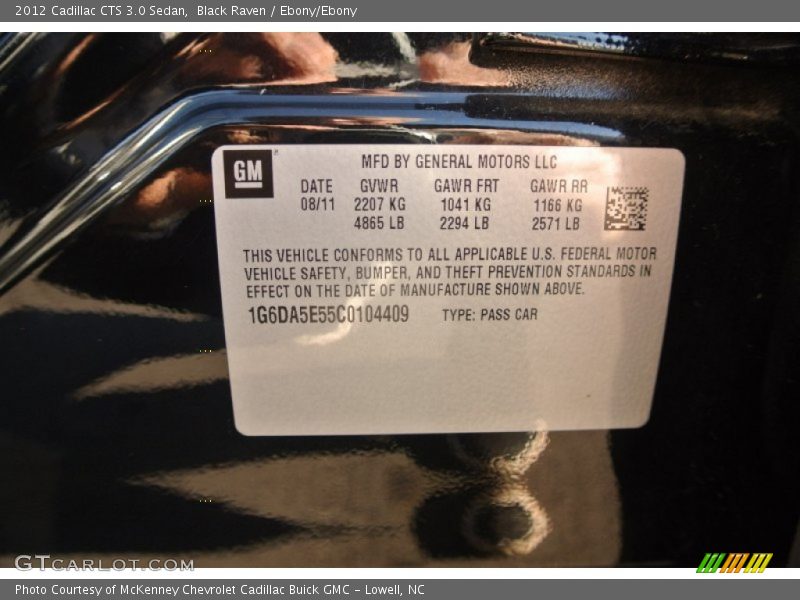 2012 Cadillac CTS 3.0 Sedan, Black Raven / Ebony/Ebony
GM
MFD BY GENERAL MOTORS LLC
DATE GVWR GAWR FRT GAWR RR
08/11 2207 KG 1041 KG 1166 KG
4865 LB 2294 LB 2571 LB
THIS VEHICLE CONFORMS TO ALL APPLICABLE U.S. FEDERAL MOTOR
VEHICLE SAFETY, BUMPER, AND THEFT PREVENTION STANDARDS IN
EFFECT ON THE DATE OF MANUFACTURE SHOWN ABOVE.
1G6DA5E55C0104409 TYPE: PASS CAR
GTCARLOT.COM
Photo Courtesy of McKenney Chevrolet Cadillac Buick GMC - Lowell, NC